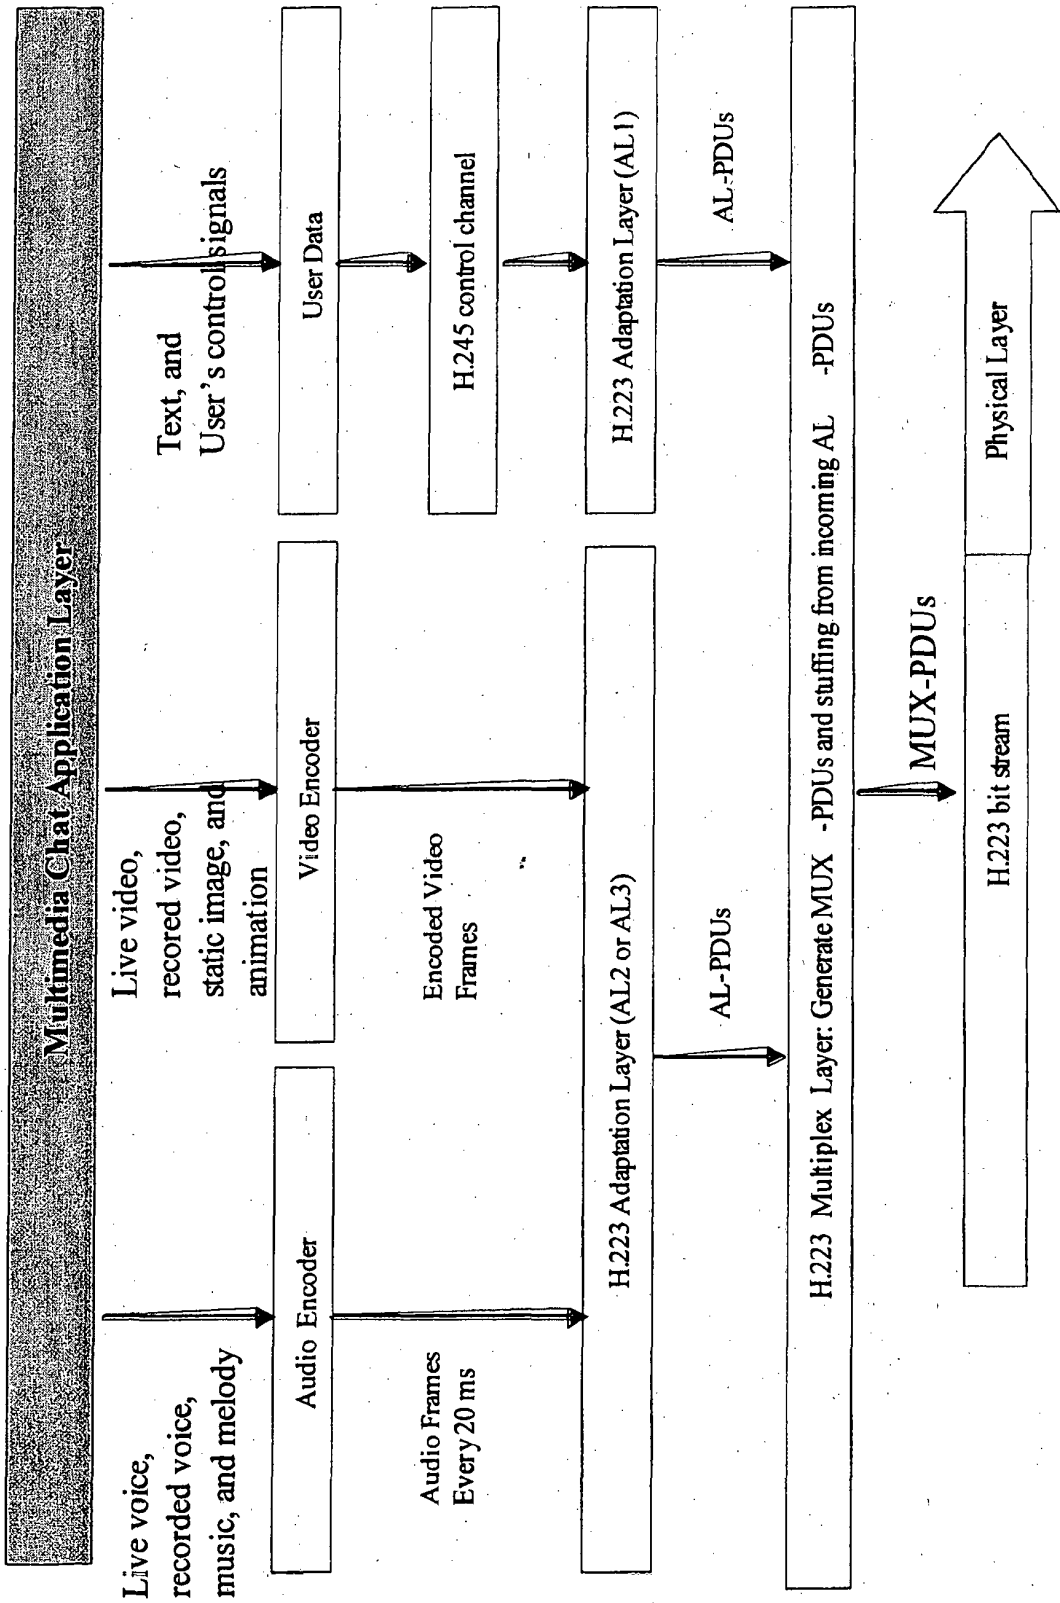 Multimedia Chat Application Layer
Live voice,
recorded voice,
music, and melody
Live video,
recored video,
static image, and
animation
Text, and
User's control signals
Audio Encoder
Video Encoder
User Data
Audio Frames
Every 20 ms
Encoded Video
Frames
H.245 control channel
H.223 Adaptation Layer (AL2 or AL3)
H.223 Adaptation Layer (AL1)
AL-PDUs
AL-PDUs
H.223 Multiplex Layer: Generate MUX -PDUs and stuffing from incoming AL -PDUs
MUX-PDUs
H.223 bit stream
Physical Layer